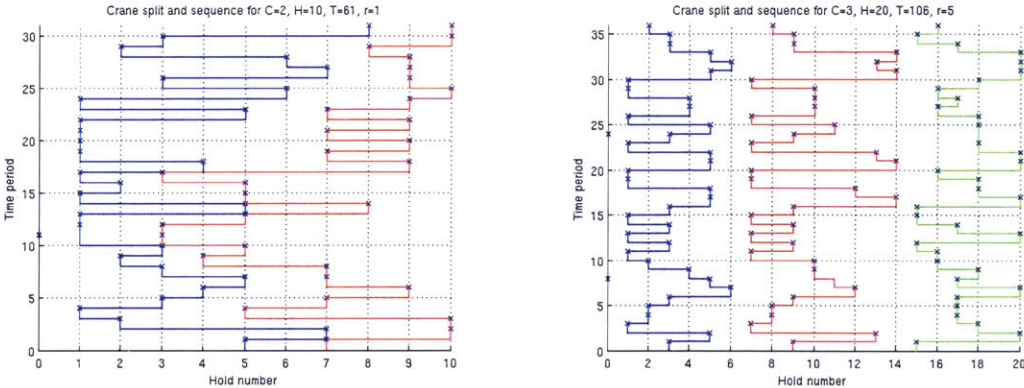 Crane split and sequence for C=2, H=10, T=61, r=1
30
25
20
15
10
5
0
Time period
0 1 2 3 4 5 6 7 8 9 10
Hold number
Crane split and sequence for C=3, H=20, T=106, r=5
35
30
25
20
15
10
5
0
Time period
0 2 4 6 8 10 12 14 16 18 20
Hold number